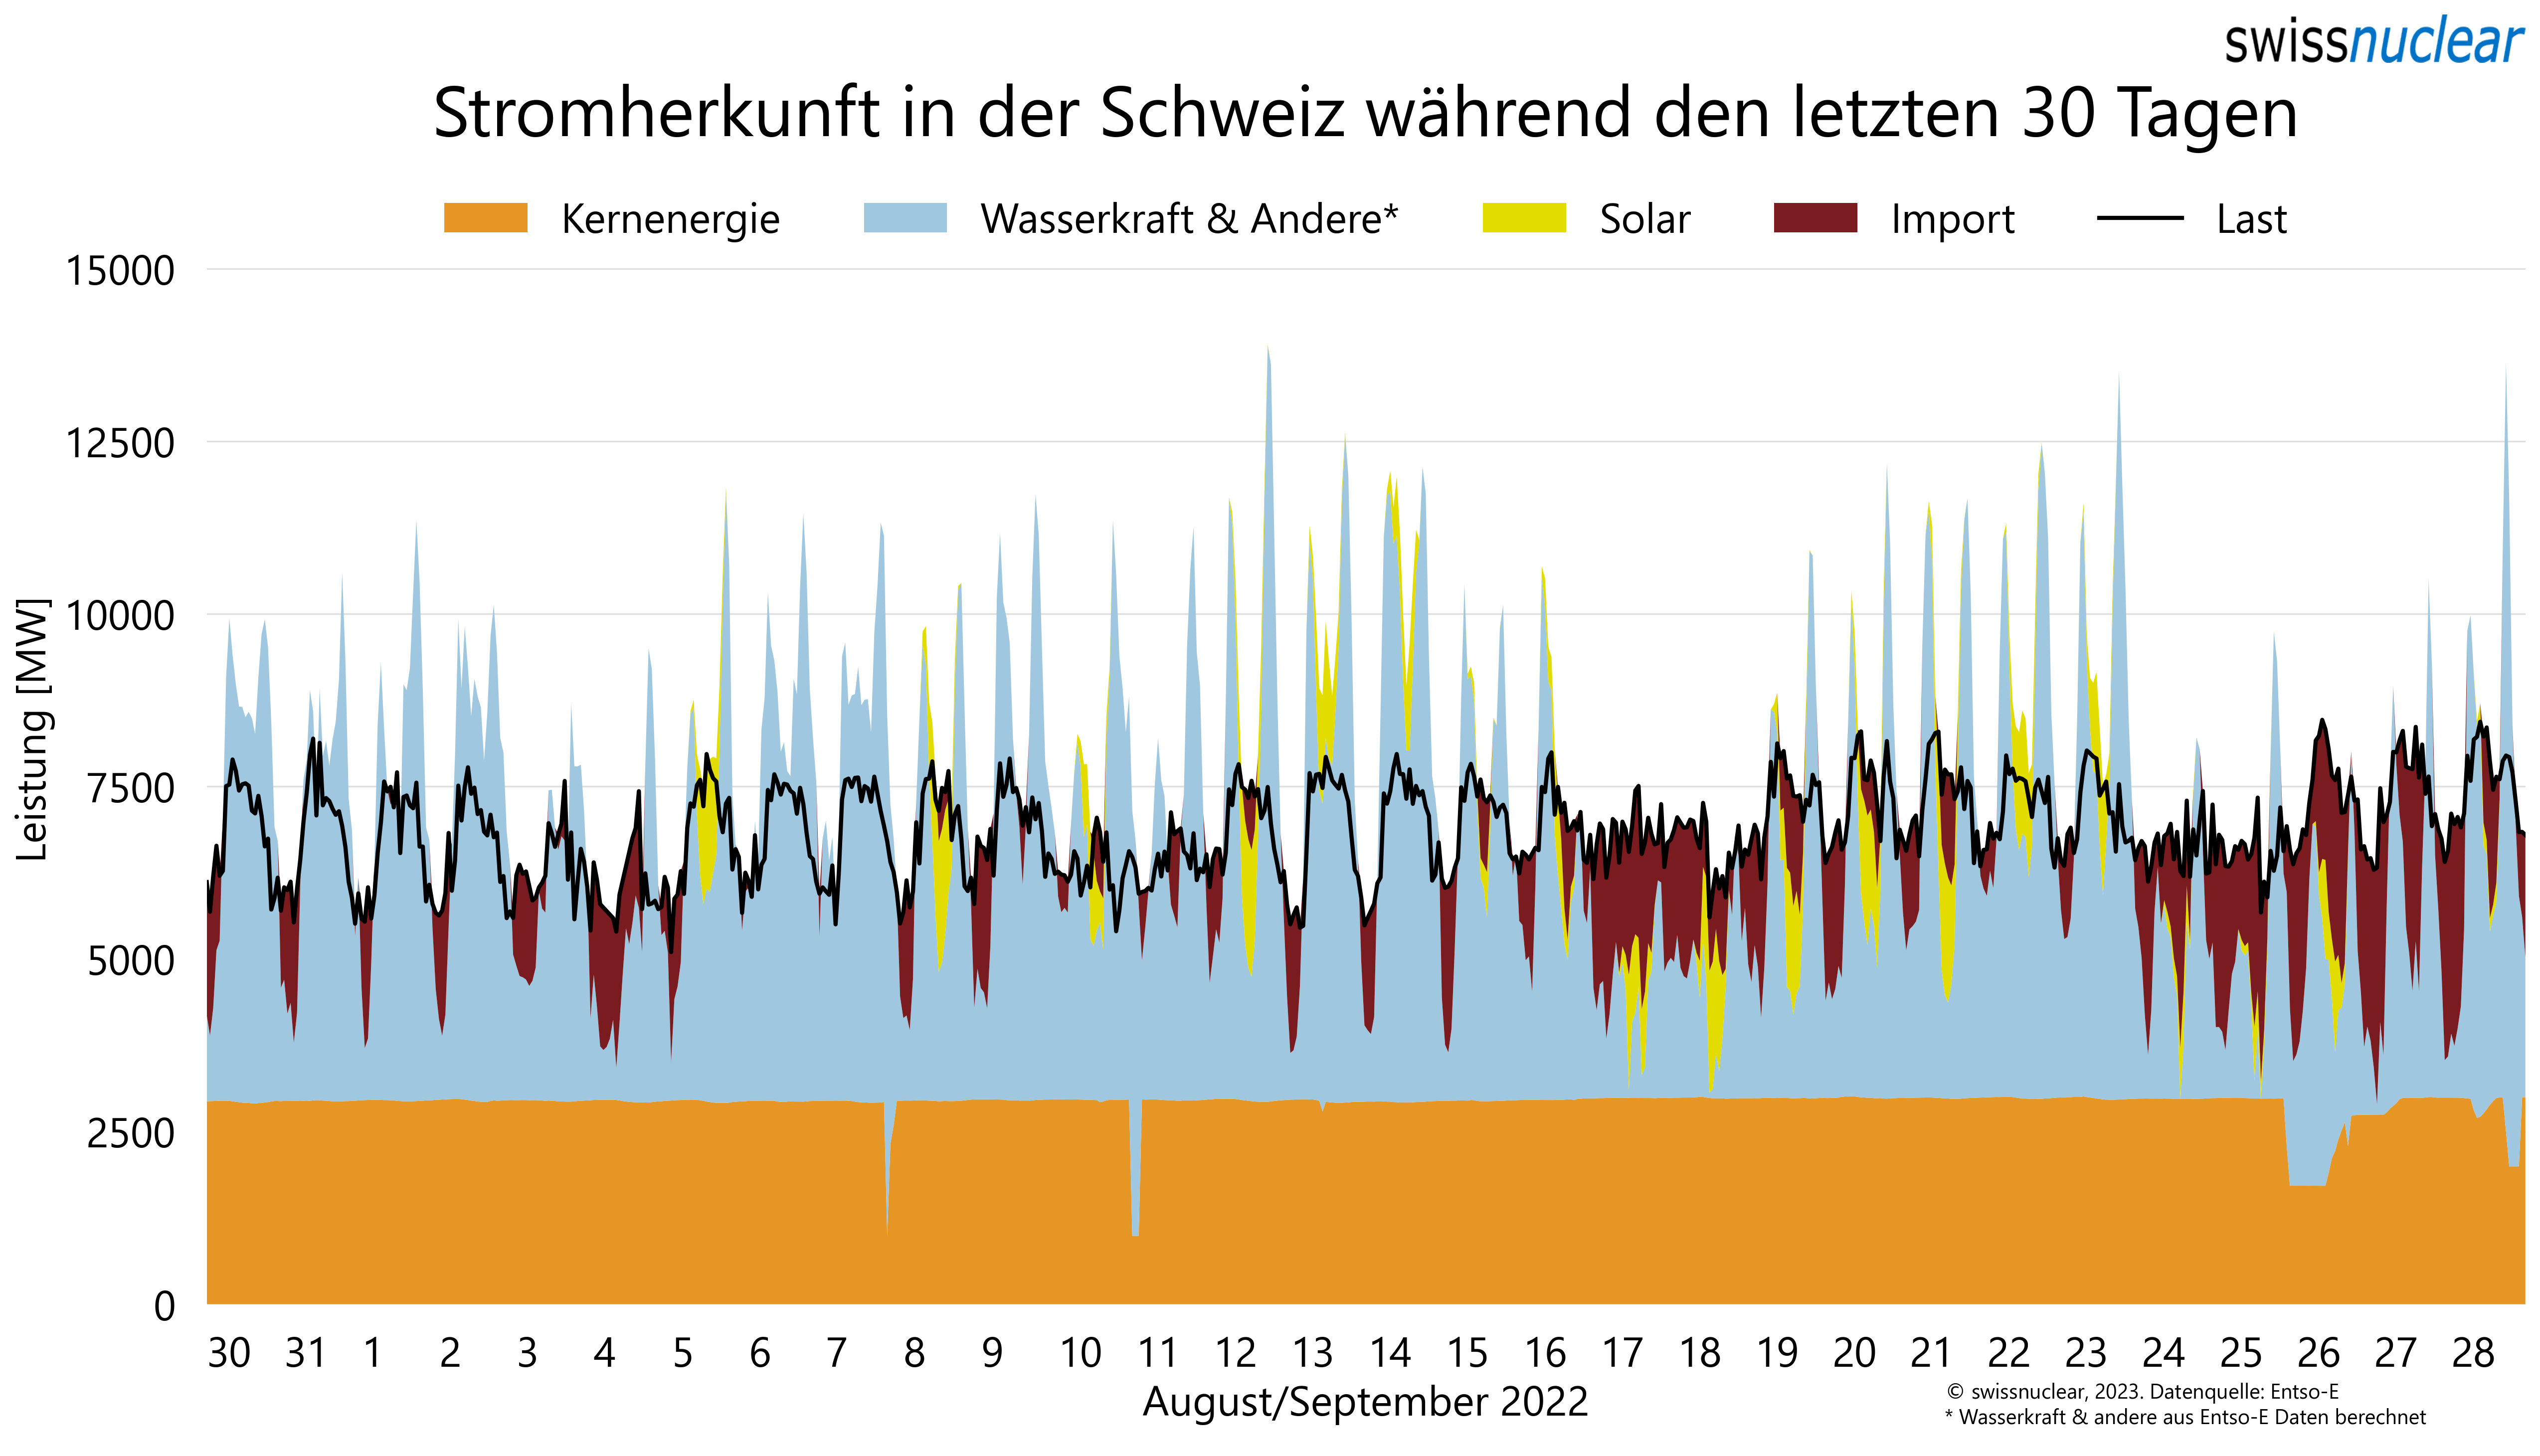 swissnuclear
Stromherkunft in der Schweiz während den letzten 30 Tagen
Kernenergie Wasserkraft & Andere* Solar Import Last
15000
12500
10000
7500
5000
2500
0
Leistung [MW]
30 31 1 2 3 4 5 6 7 8 9 10 11 12 13 14 15 16 17 18 19 20 21 22 23 24 25 26 27 28
August/September 2022
© swissnuclear, 2023. Datenquelle: Entso-E
* Wasserkraft & andere aus Entso-E Daten berechnet